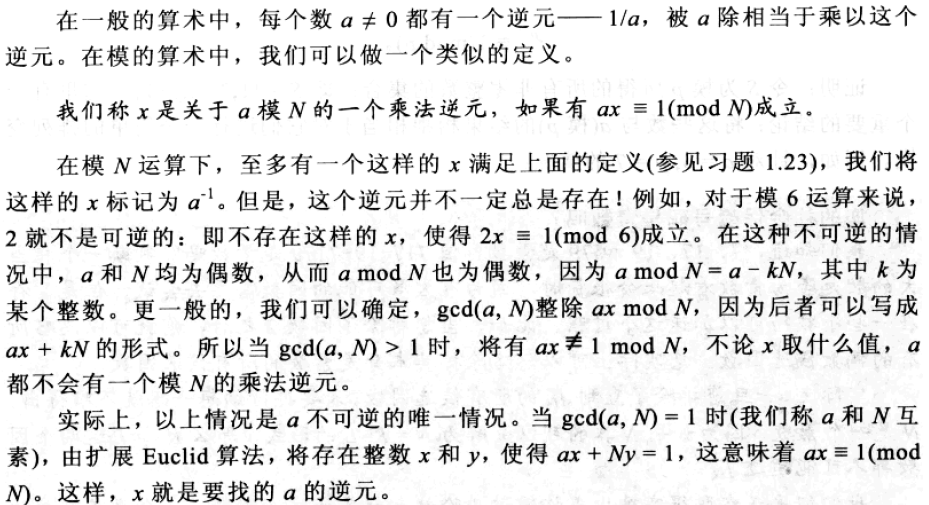 在一般的算术中，每个数 a ≠ 0 都有一个逆元—— 1/a，被 a 除相当于乘以这个
逆元。在模的算术中，我们可以做一个类似的定义。
我们称 x 是关于 a 模 N 的一个乘法逆元，如果有 ax ≡ 1(mod N)成立。
在模 N 运算下，至多有一个这样的 x 满足上面的定义(参见习题 1.23)，我们将
这样的 x 标记为 a⁻¹。但是，这个逆元并不一定总是存在！例如，对于模 6 运算来说，
2 就不是可逆的：即不存在这样的 x，使得 2x ≡ 1(mod 6)成立。在这种不可逆的情
况中，a 和 N 均为偶数，从而 a mod N 也为偶数，因为 a mod N = a − kN，其中 k 为
某个整数。更一般的，我们可以确定，gcd(a, N)整除 ax mod N，因为后者可以写成
ax + kN 的形式。所以当 gcd(a, N) > 1 时，将有 ax ≢ 1 mod N，不论 x 取什么值，a
都不会有一个模 N 的乘法逆元。
实际上，以上情况是 a 不可逆的唯一情况。当 gcd(a, N) = 1 时(我们称 a 和 N 互
素)，由扩展 Euclid 算法，将存在整数 x 和 y，使得 ax + Ny = 1，这意味着 ax ≡ 1(mod
N)。这样，x 就是要找的 a 的逆元。